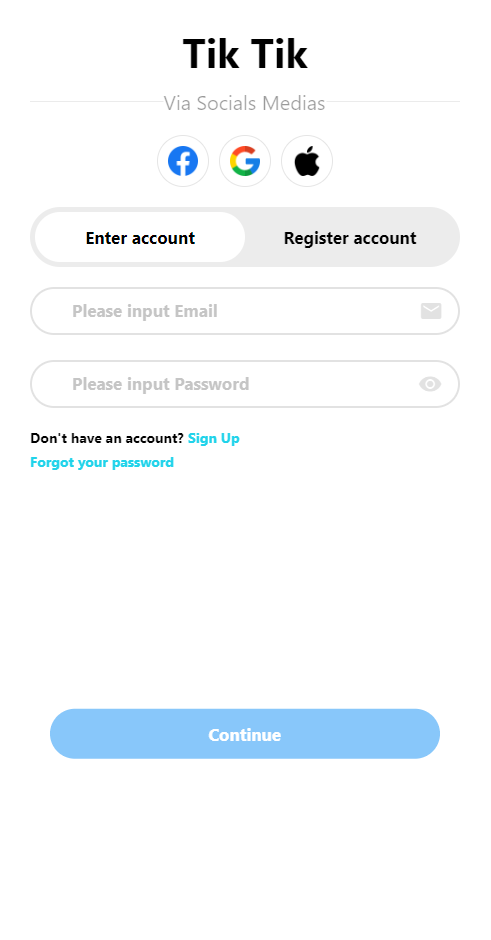 Tik Tik
Via Socials Medias
Enter account Register account
Please input Email
Please input Password
Don't have an account? Sign Up
Forgot your password
Continue